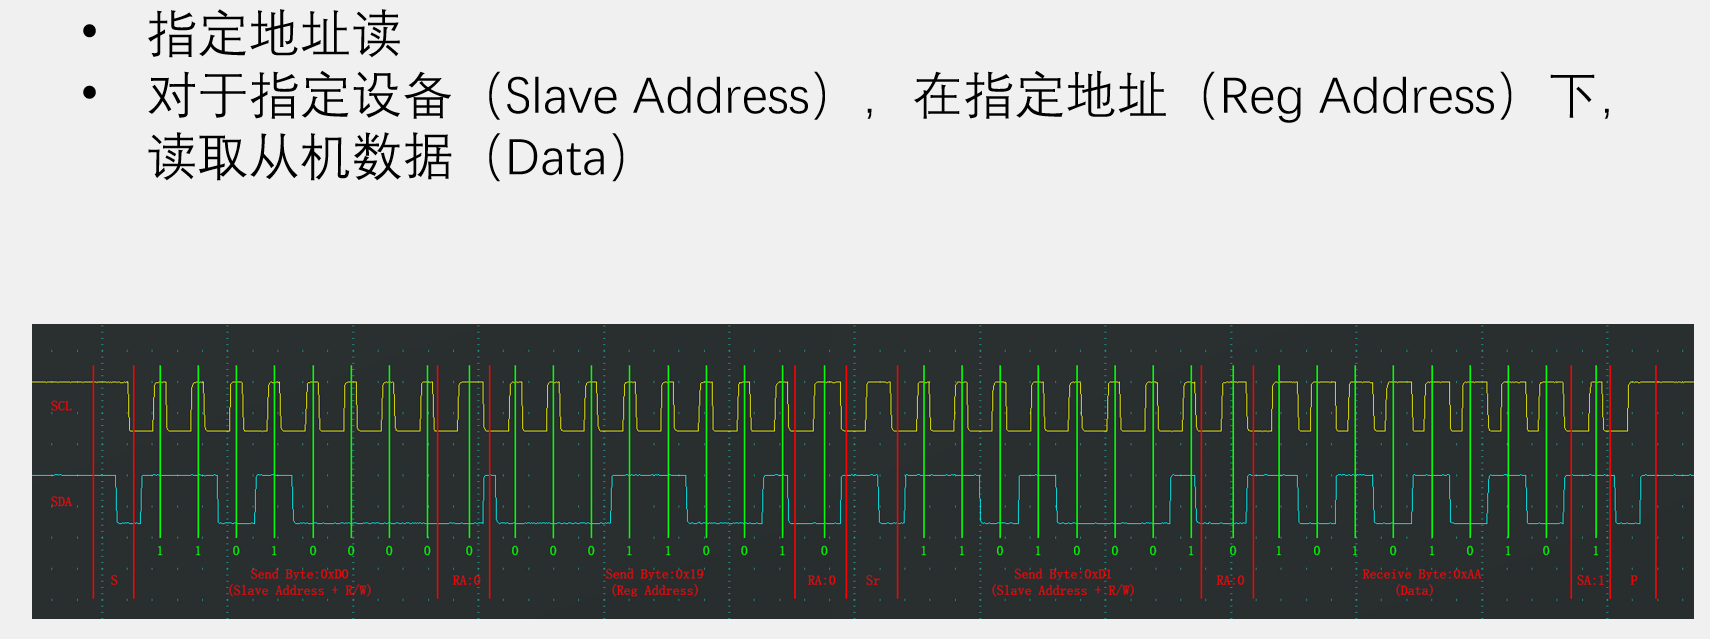 • 指定地址读
• 对于指定设备（Slave Address），在指定地址（Reg Address）下，
读取从机数据（Data）
SCL
SDA
1 1 0 1 0 0 0 0 0 0 0 0 1 1 0 0 1 0 1 1 0 1 0 0 0 1 0 1 0 1 0 1 0 1 0 1
S Send Byte:0xD0 RA:0 Send Byte:0x19 RA:0 Sr Send Byte:0xD1 RA:0 Receive Byte:0xAA SA:1 P
(Slave Address + R/W) (Reg Address) (Slave Address + R/W) (Data)